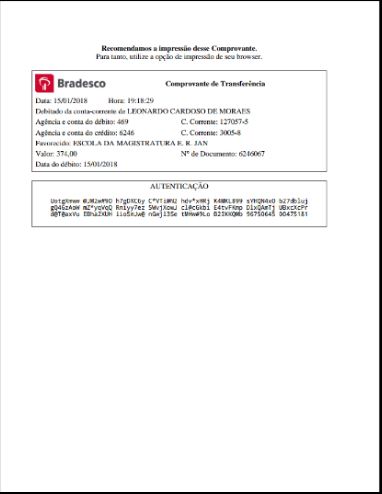 Recomendamos a impressão desse Comprovante.
Para tanto, utilize a opção de impressão de seu browser.
Bradesco
Comprovante de Transferência
Data: 15/01/2018 Hora: 19:18:29
Debitado da conta-corrente de LEONARDO CARDOSO DE MORAES
Agência e conta do débito: 469 C. Corrente: 127057-5
Agência e conta do crédito: 6246 C. Corrente: 3005-8
Favorecido: ESCOLA DA MAGISTRATURA E. R. JAN
Valor: 374,00 Nº de Documento: 6246067
Data do débito: 15/01/2018
AUTENTICAÇÃO
96750645 00475181